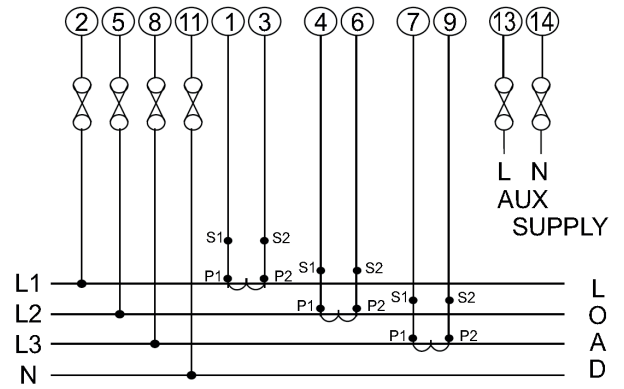 2 5 8 11 1 3 4 6 7 9 13 14
L N
AUX
SUPPLY
S1 S2
S1 S2
P1 P2
L1 L
S1 S2
P1 P2
L2 O
P1 P2
L3 A
N D